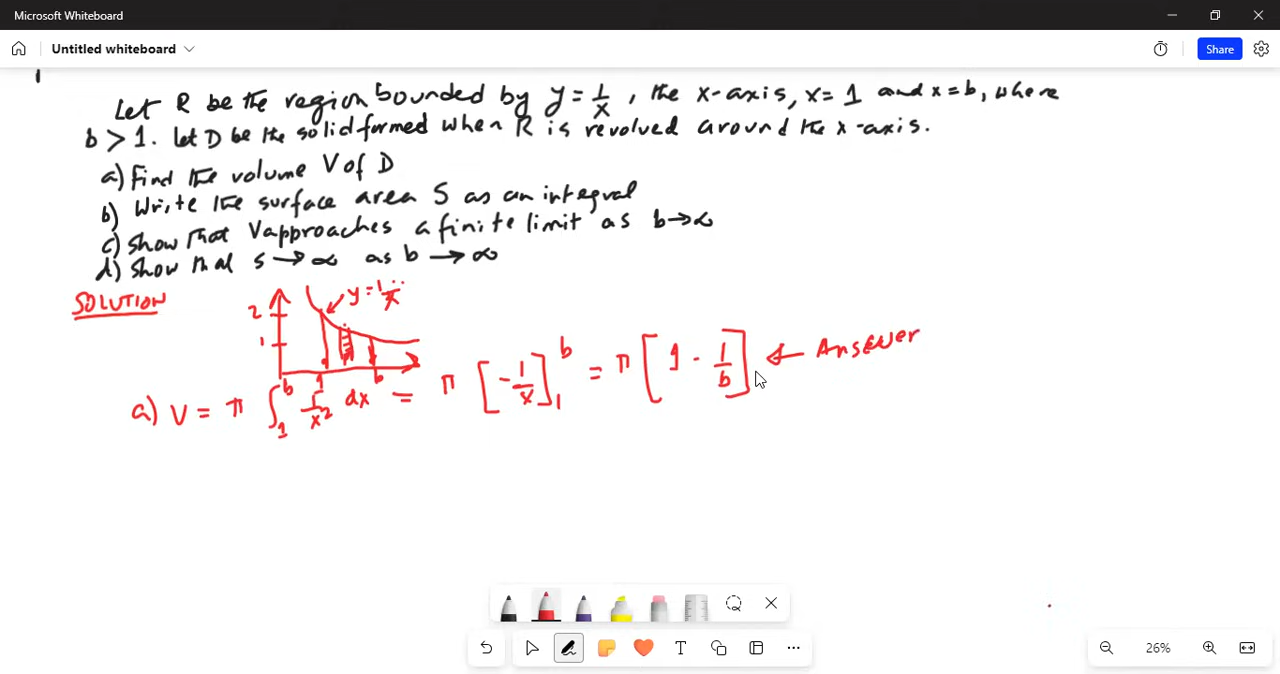 Microsoft Whiteboard
Untitled whiteboard
Share
Let R be the region bounded by y = 1/x, the x-axis, x = 1 and x = b, where
b > 1. Let D be the solid formed when R is revolved around the x-axis.
a) Find the volume V of D
b) Write the surface area S as an integral
c) Show that V approaches a finite limit as b → ∞
d) Show that s → ∞ as b → ∞
SOLUTION
y = 1/x
2
1
1 b
a) V = π ∫₁ᵇ 1/x² dx = π [-1/x]₁ᵇ = π [1 - 1/b] ← Answer
26%